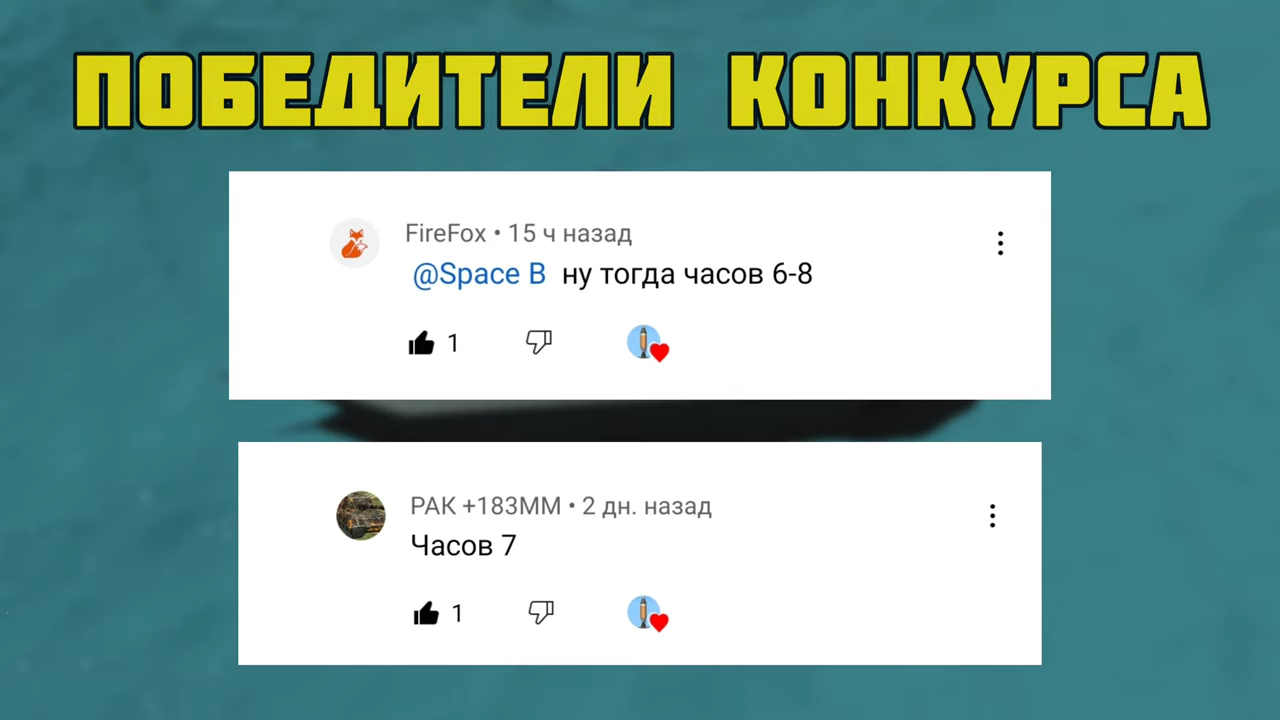 ПОБЕДИТЕЛИ КОНКУРСА
FireFox • 15 ч назад
@Space B ну тогда часов 6-8
1
РАК +183ММ • 2 дн. назад
Часов 7
1